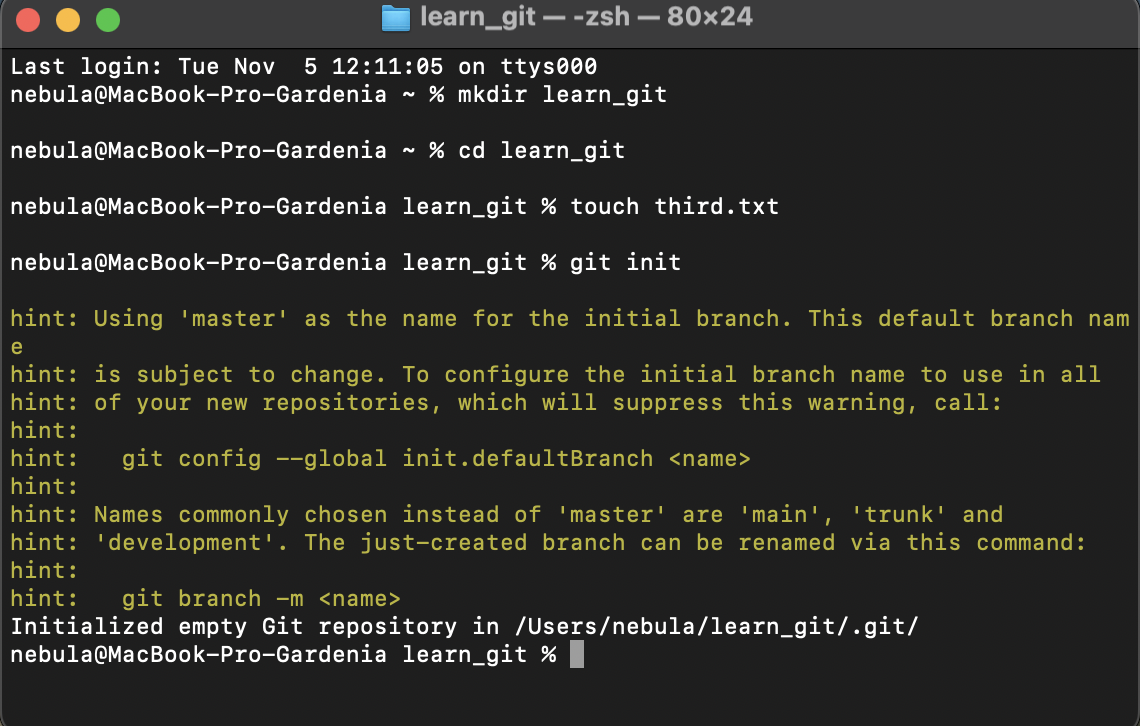 learn_git — -zsh — 80×24
Last login: Tue Nov  5 12:11:05 on ttys000
nebula@MacBook-Pro-Gardenia ~ % mkdir learn_git
nebula@MacBook-Pro-Gardenia ~ % cd learn_git
nebula@MacBook-Pro-Gardenia learn_git % touch third.txt
nebula@MacBook-Pro-Gardenia learn_git % git init
hint: Using 'master' as the name for the initial branch. This default branch nam
e
hint: is subject to change. To configure the initial branch name to use in all
hint: of your new repositories, which will suppress this warning, call:
hint:
hint:   git config --global init.defaultBranch <name>
hint:
hint: Names commonly chosen instead of 'master' are 'main', 'trunk' and
hint: 'development'. The just-created branch can be renamed via this command:
hint:
hint:   git branch -m <name>
Initialized empty Git repository in /Users/nebula/learn_git/.git/
nebula@MacBook-Pro-Gardenia learn_git %